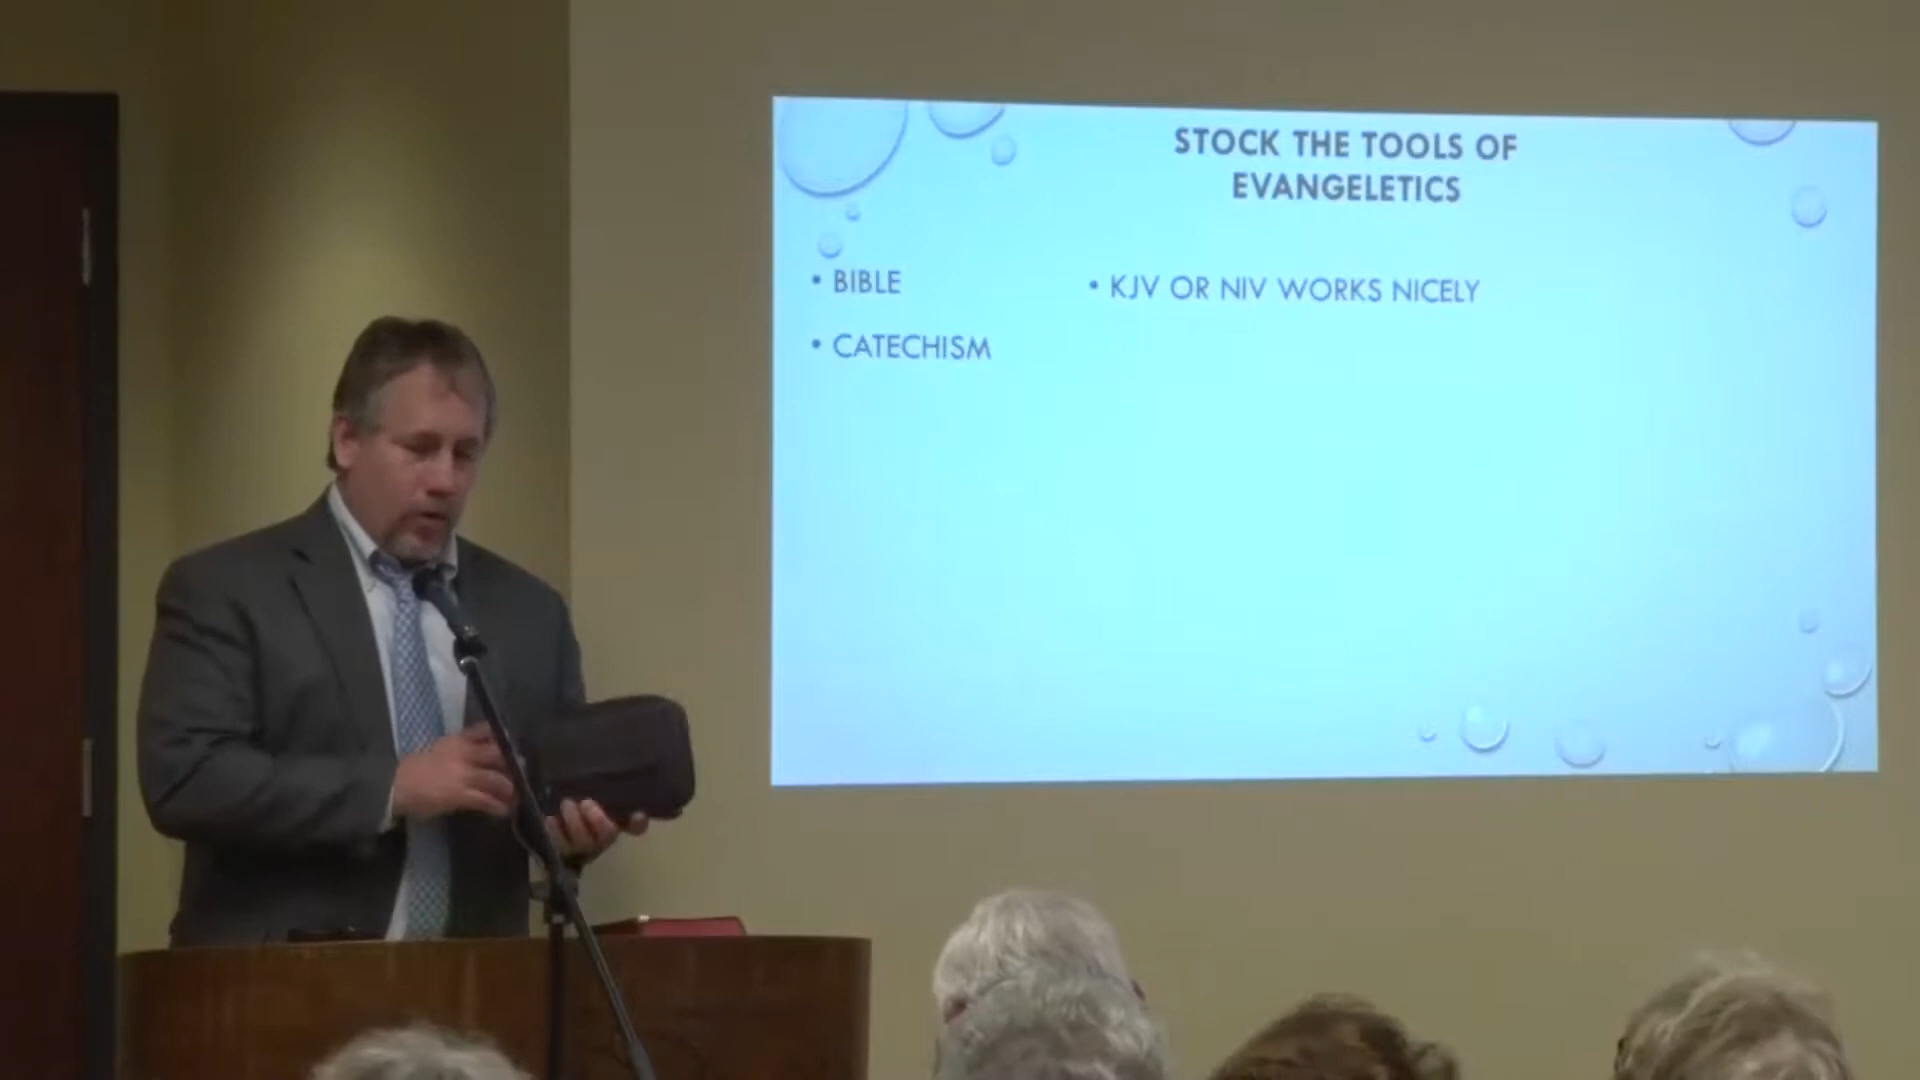 STOCK THE TOOLS OF
EVANGELETICS
• BIBLE
• CATECHISM
• KJV OR NIV WORKS NICELY